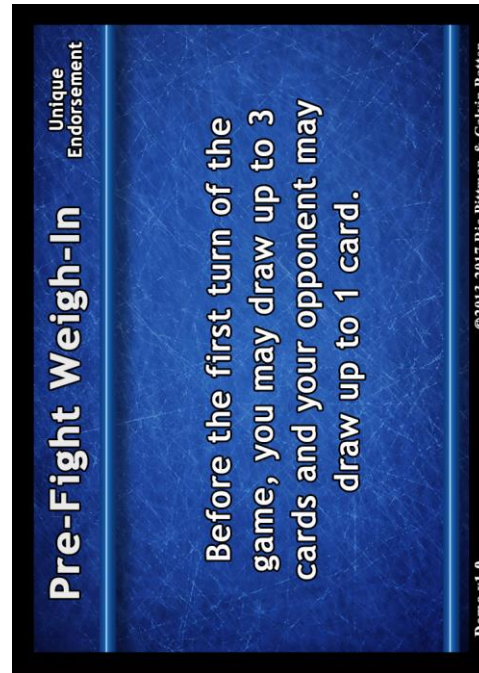 Pre-Fight Weigh-In
Unique
Endorsement
Before the first turn of the
game, you may draw up to 3
cards and your opponent may
draw up to 1 card.